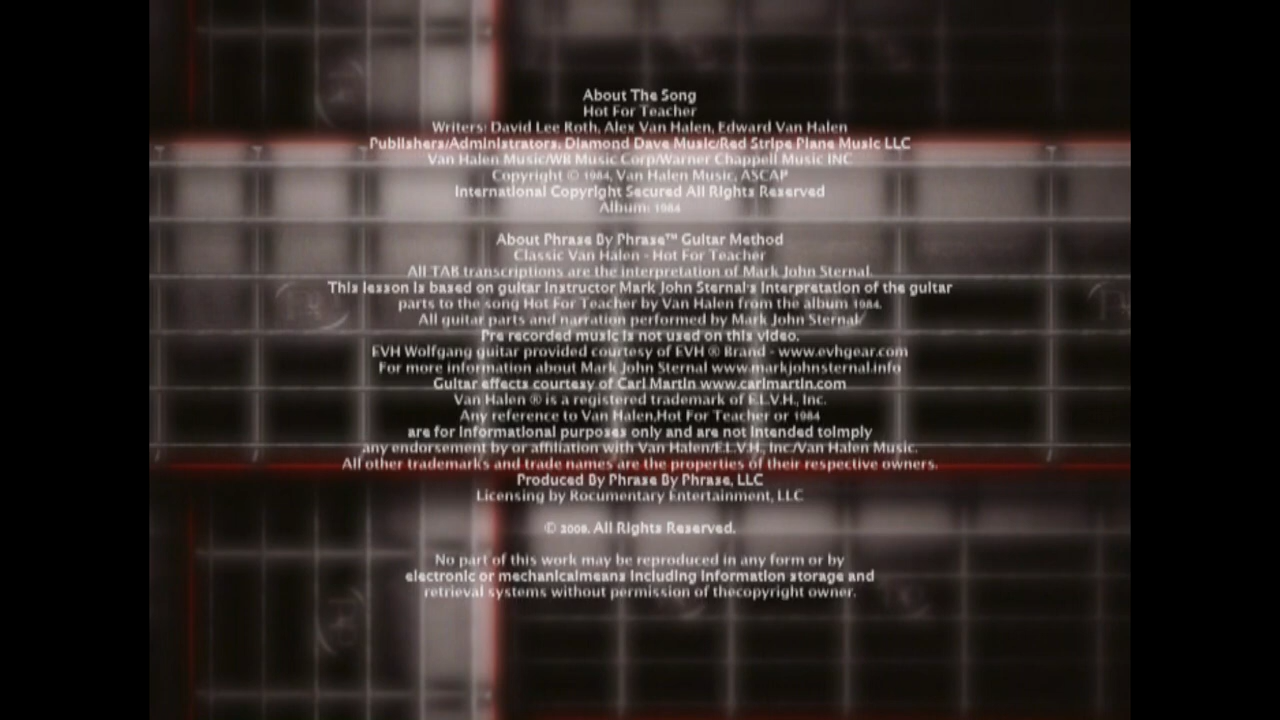 About The Song
Hot For Teacher
Writers: David Lee Roth, Alex Van Halen, Edward Van Halen
Publishers/Administrators, Diamond Dave Music/Red Stripe Plane Music LLC
Van Halen Music/WB Music Corp/Warner Chappell Music INC
Copyright © 1984, Van Halen Music, ASCAP
International Copyright Secured All Rights Reserved
Album: 1984
About Phrase By Phrase™ Guitar Method
Classic Van Halen - Hot For Teacher
All TAB transcriptions are the interpretation of Mark John Sternal.
This lesson is based on guitar instructor Mark John Sternal's interpretation of the guitar
parts to the song Hot For Teacher by Van Halen from the album 1984.
All guitar parts and narration performed by Mark John Sternal
Pre recorded music is not used on this video.
EVH Wolfgang guitar provided courtesy of EVH ® Brand - www.evhgear.com
For more information about Mark John Sternal www.markjohnsternal.info
Guitar effects courtesy of Carl Martin www.carlmartin.com
Van Halen ® is a registered trademark of E.L.V.H., Inc.
Any reference to Van Halen,Hot For Teacher or 1984
are for informational purposes only and are not intended toimply
any endorsement by or affiliation with Van Halen/E.L.V.H., Inc./Van Halen Music.
All other trademarks and trade names are the properties of their respective owners.
Produced By Phrase By Phrase, LLC
Licensing by Rocumentary Entertainment, LLC
© 2008. All Rights Reserved.
No part of this work may be reproduced in any form or by
electronic or mechanicalmeans including information storage and
retrieval systems without permission of thecopyright owner.